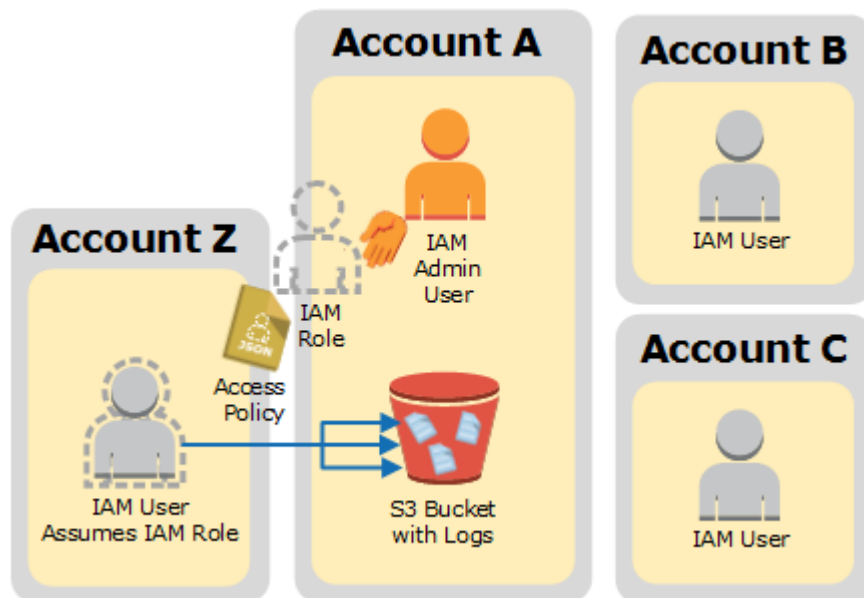 Account A
Account B
IAM
Admin
User
IAM User
Account Z
IAM
Role
JSON
Access
Policy
Account C
IAM User
Assumes IAM Role
S3 Bucket
with Logs
IAM User